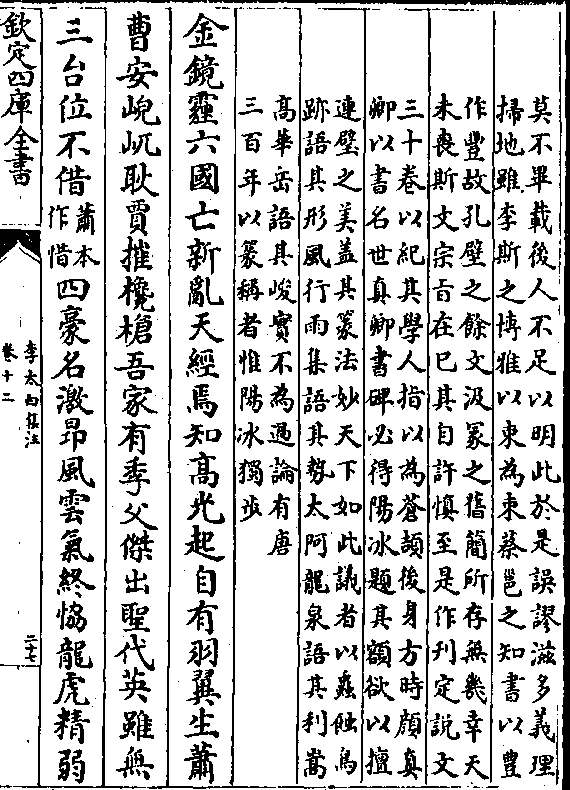 莫不畢載後人不足以明此於是誤謬滋多義理
掃地雖李斯之博雅以束為朿蔡邕之知書以豐
作豐故孔壁之餘文汲冢之舊簡所存無幾幸天
未喪斯文宗旨在已其自許慎至是作刋定說文
三十卷以紀其學人指以為蒼頡後身方時顔真
卿以書名世真卿書碑必得陽冰題其額欲以擅
連璧之美葢其篆法妙天下如此議者以蟲蝕鳥
跡語其形風行雨集語其勢太阿龍泉語其利嵩
髙華岳語其峻實不為過論有唐
三百年以篆稱者惟陽冰獨步
金鏡霾六國亡新亂天經焉知髙光起自有羽翼生蕭
曹安峴屼耿賈摧欃槍吾家有季父傑出聖代英雖無
三台位不借蕭本
作惜四豪名激昻風雲氣終恊龍虎精弱
欽定四庫全書
李太白集注
卷十二
二十七